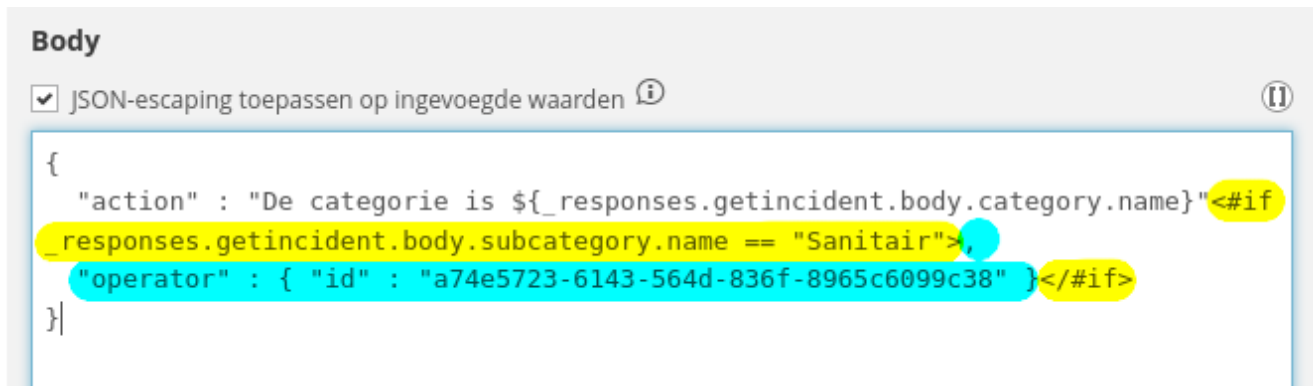 Body
JSON-escaping toepassen op ingevoegde waarden
{
"action" : "De categorie is ${_responses.getincident.body.category.name}"<#if
_responses.getincident.body.subcategory.name == "Sanitair">,
"operator" : { "id" : "a74e5723-6143-564d-836f-8965c6099c38" }</#if>
}